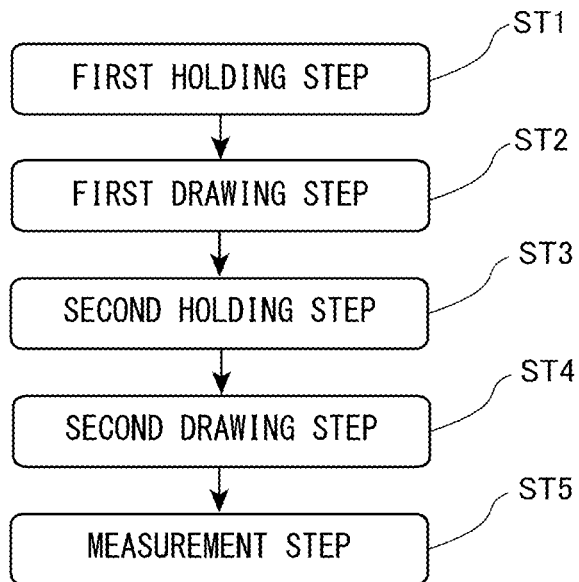 ST1
FIRST HOLDING STEP
ST2
FIRST DRAWING STEP
ST3
SECOND HOLDING STEP
ST4
SECOND DRAWING STEP
ST5
MEASUREMENT STEP